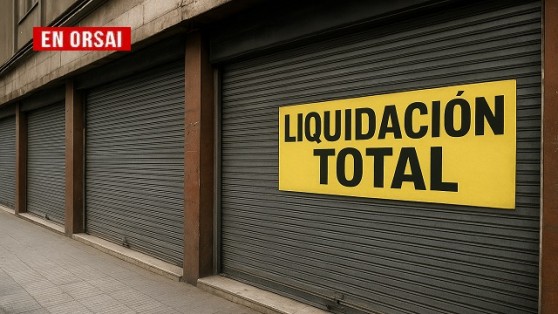 EN ORSAI
LIQUIDACIÓN
TOTAL